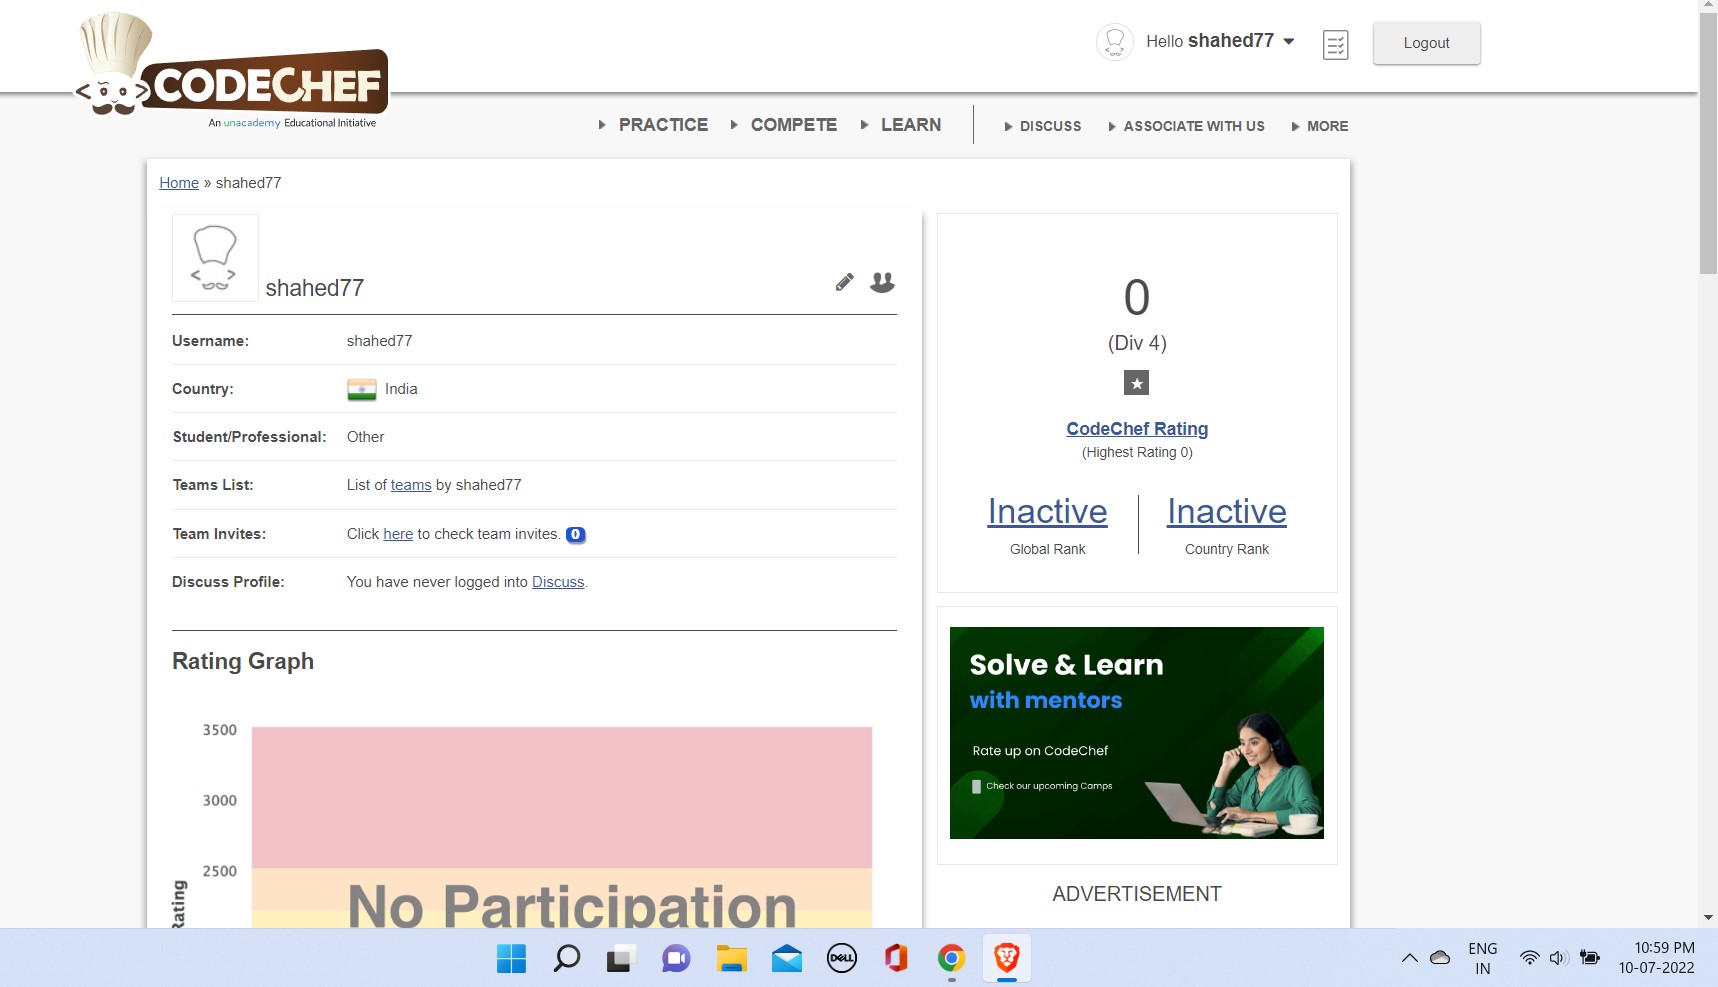 CODECHEF
An unacademy Educational Initiative
Hello shahed77
Logout
PRACTICE COMPETE LEARN DISCUSS ASSOCIATE WITH US MORE
Home » shahed77
shahed77
Username: shahed77
Country: India
Student/Professional: Other
Teams List: List of teams by shahed77
Team Invites: Click here to check team invites. 0
Discuss Profile: You have never logged into Discuss.
Rating Graph
3500
3000
2500
Rating
No Participation
0
(Div 4)
★
CodeChef Rating
(Highest Rating 0)
Inactive
Global Rank
Inactive
Country Rank
Solve & Learn
with mentors
Rate up on CodeChef
Check our upcoming Camps
ADVERTISEMENT
DELL
ENG
IN
10:59 PM
10-07-2022